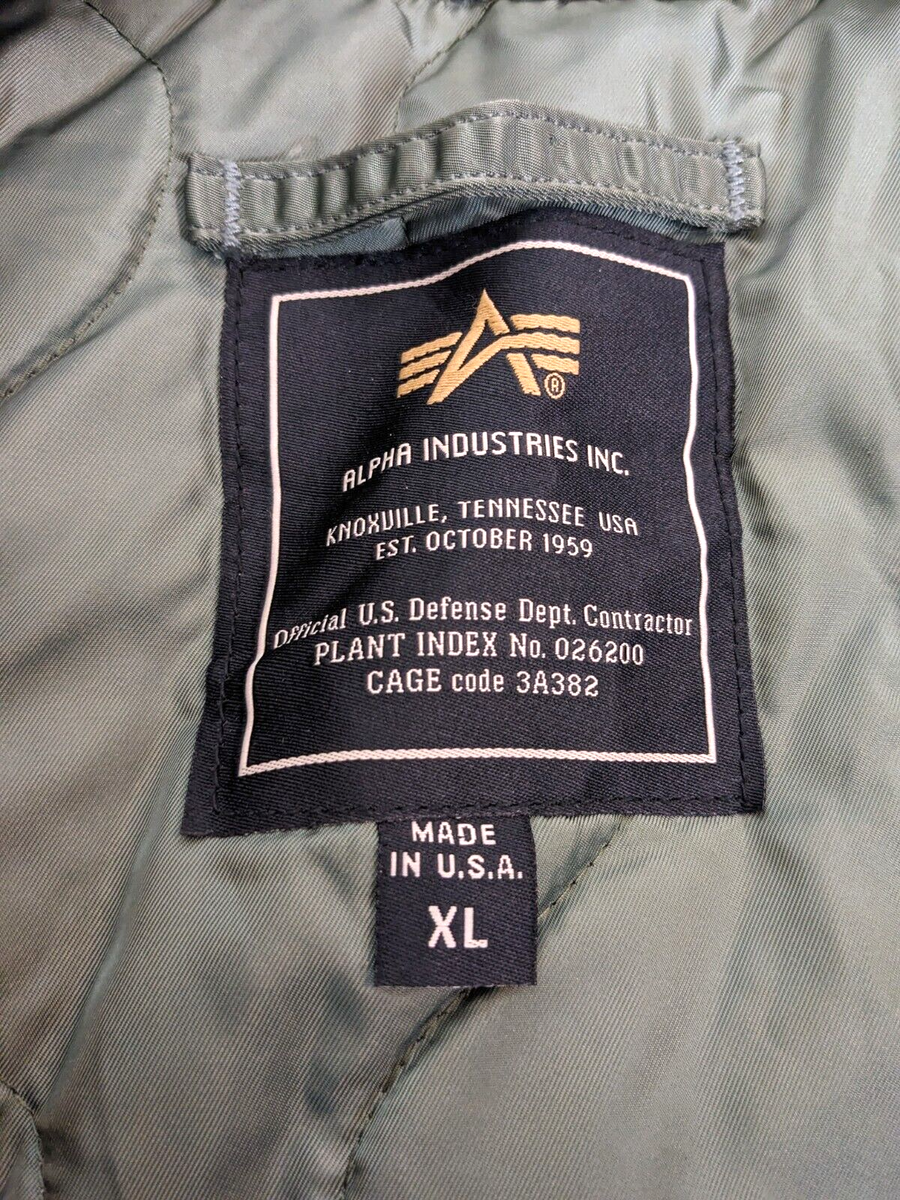 ®
ALPHA INDUSTRIES INC.
KNOXVILLE, TENNESSEE USA
EST. OCTOBER 1959
Official U.S. Defense Dept. Contractor
PLANT INDEX No. 026200
CAGE code 3A382
MADE
IN U.S.A.
XL